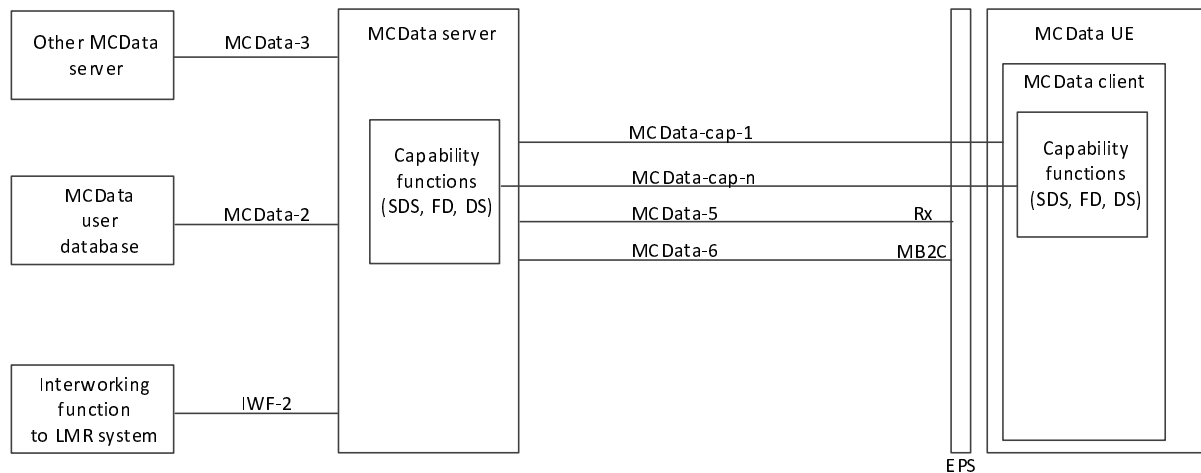 Other MCData
server
MCData-3
MCData server
MCData UE
MCData client
Capability
functions
(SDS, FD, DS)
MCData-cap-1
Capability
functions
(SDS, FD, DS)
MCData-cap-n
MCData
user
database
MCData-2
MCData-5
Rx
MCData-6
MB2C
Interworking
function
to LMR system
IWF-2
EPS